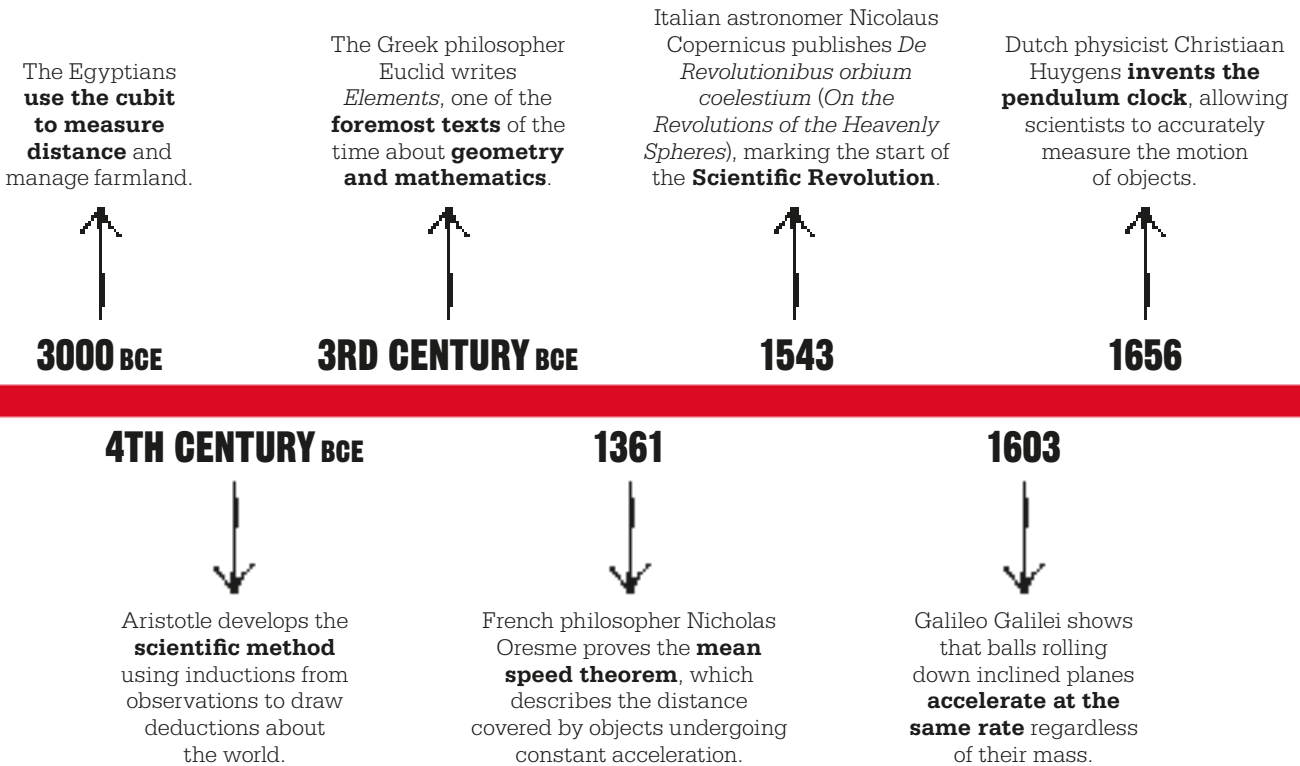 The Egyptians
use the cubit
to measure
distance and
manage farmland.
The Greek philosopher
Euclid writes
Elements, one of the
foremost texts of the
time about geometry
and mathematics.
Italian astronomer Nicolaus
Copernicus publishes De
Revolutionibus orbium
coelestium (On the
Revolutions of the Heavenly
Spheres), marking the start of
the Scientific Revolution.
Dutch physicist Christiaan
Huygens invents the
pendulum clock, allowing
scientists to accurately
measure the motion
of objects.
3000 BCE
3RD CENTURY BCE
1543
1656
4TH CENTURY BCE
1361
1603
Aristotle develops the
scientific method
using inductions from
observations to draw
deductions about
the world.
French philosopher Nicholas
Oresme proves the mean
speed theorem, which
describes the distance
covered by objects undergoing
constant acceleration.
Galileo Galilei shows
that balls rolling
down inclined planes
accelerate at the
same rate regardless
of their mass.